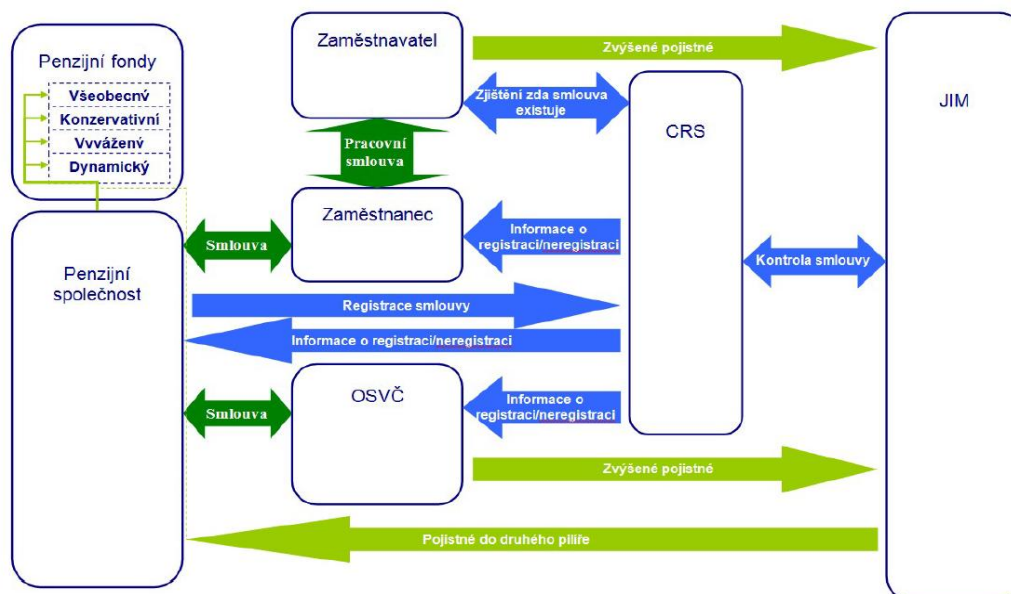 Penzijní fondy
Všeobecný
Konzervativní
Vvvážený
Dynamický
Zaměstnavatel
Zvýšené pojistné
JIM
Zjištění zda smlouva
existuje
CRS
Pracovní
smlouva
Zaměstnanec
Smlouva
Informace o
registraci/neregistraci
Kontrola smlouvy
Penzijní
společnost
Registrace smlouvy
Informace o registraci/neregistraci
OSVČ
Smlouva
Informace o
registraci/neregistraci
Zvýšené pojistné
Pojistné do druhého pilíře